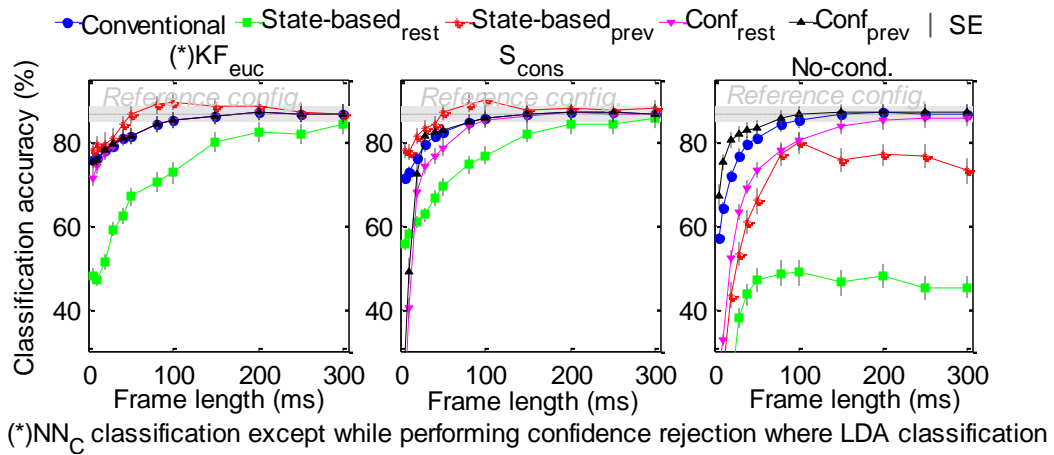 Conventional State-based_rest State-based_prev Conf_rest Conf_prev | SE
(*)KF_euc S_cons No-cond.
Reference config. Reference config. Reference config.
Classification accuracy (%)
80 80 80
60 60 60
40 40 40
0 100 200 300 0 100 200 300 0 100 200 300
Frame length (ms) Frame length (ms) Frame length (ms)
(*)NN_C classification except while performing confidence rejection where LDA classification